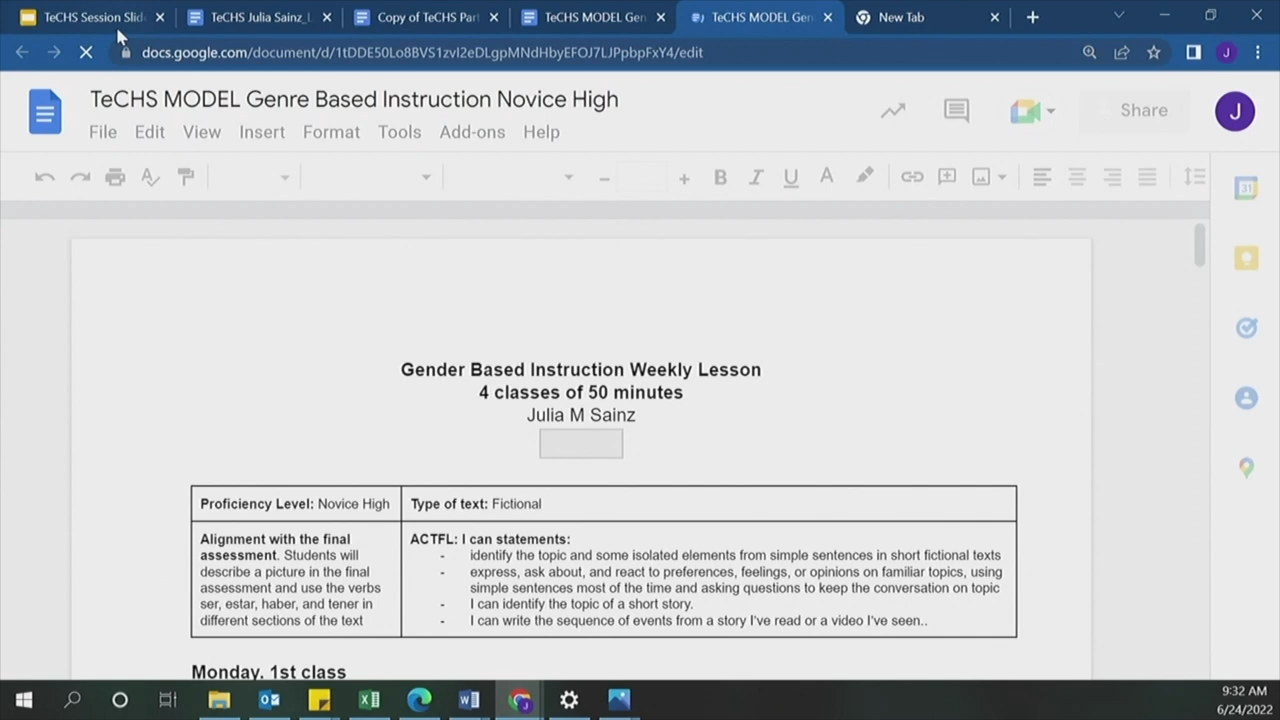 TeCHS Session Slid
TeCHS Julia Sainz_L
Copy of TeCHS Part
TeCHS MODEL Gen
TeCHS MODEL Gen
New Tab
docs.google.com/document/d/1tDDE50Lo8BVS1zvI2eDLgpMNdHbyEFOJ7LJPpbpFxY4/edit
J
TeCHS MODEL Genre Based Instruction Novice High
File Edit View Insert Format Tools Add-ons Help
Share
J
B I U A
31
Gender Based Instruction Weekly Lesson
4 classes of 50 minutes
Julia M Sainz
Proficiency Level: Novice High
Type of text: Fictional
Alignment with the final
assessment. Students will
describe a picture in the final
assessment and use the verbs
ser, estar, haber, and tener in
different sections of the text
ACTFL: I can statements:
- identify the topic and some isolated elements from simple sentences in short fictional texts
- express, ask about, and react to preferences, feelings, or opinions on familiar topics, using
simple sentences most of the time and asking questions to keep the conversation on topic
- I can identify the topic of a short story.
- I can write the sequence of events from a story I've read or a video I've seen..
Monday. 1st class
9:32 AM
6/24/2022